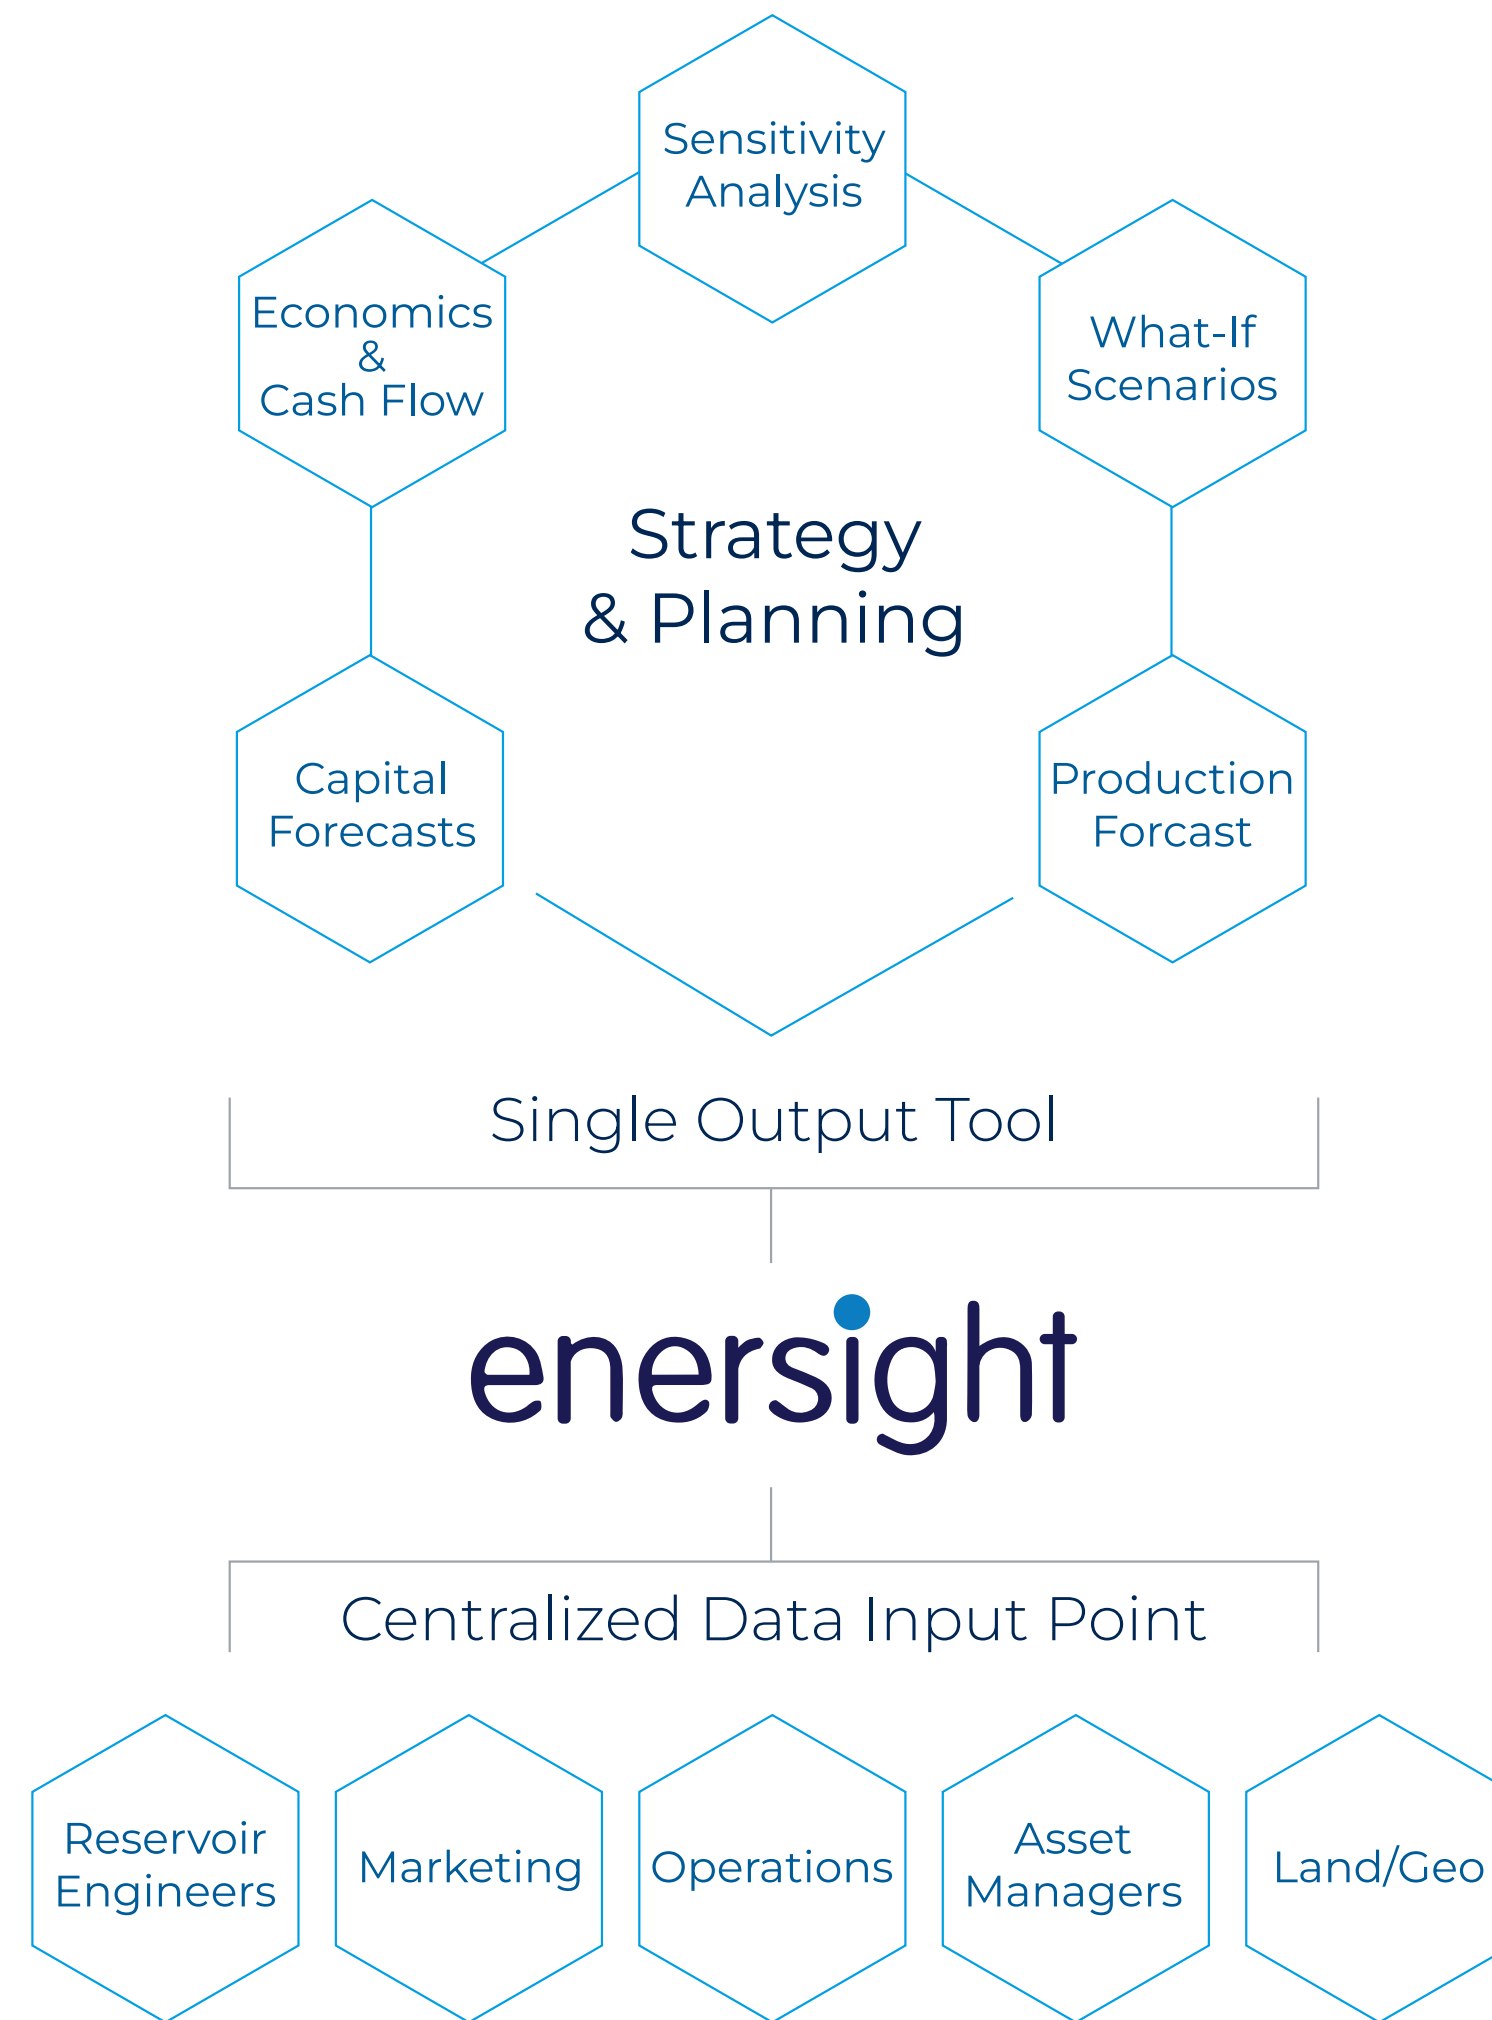 Sensitivity
Analysis
Economics
&
Cash Flow
What-If
Scenarios
Strategy
& Planning
Capital
Forecasts
Production
Forcast
Single Output Tool
enersight
Centralized Data Input Point
Reservoir
Engineers
Marketing
Operations
Asset
Managers
Land/Geo